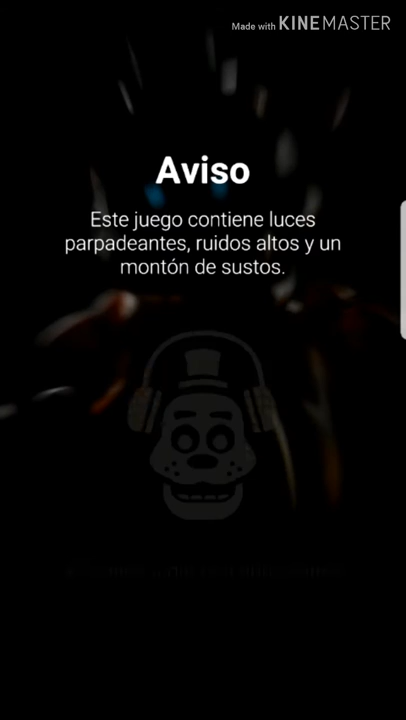 Made with KINEMASTER
Aviso
Este juego contiene luces
parpadeantes, ruidos altos y un
montón de sustos.